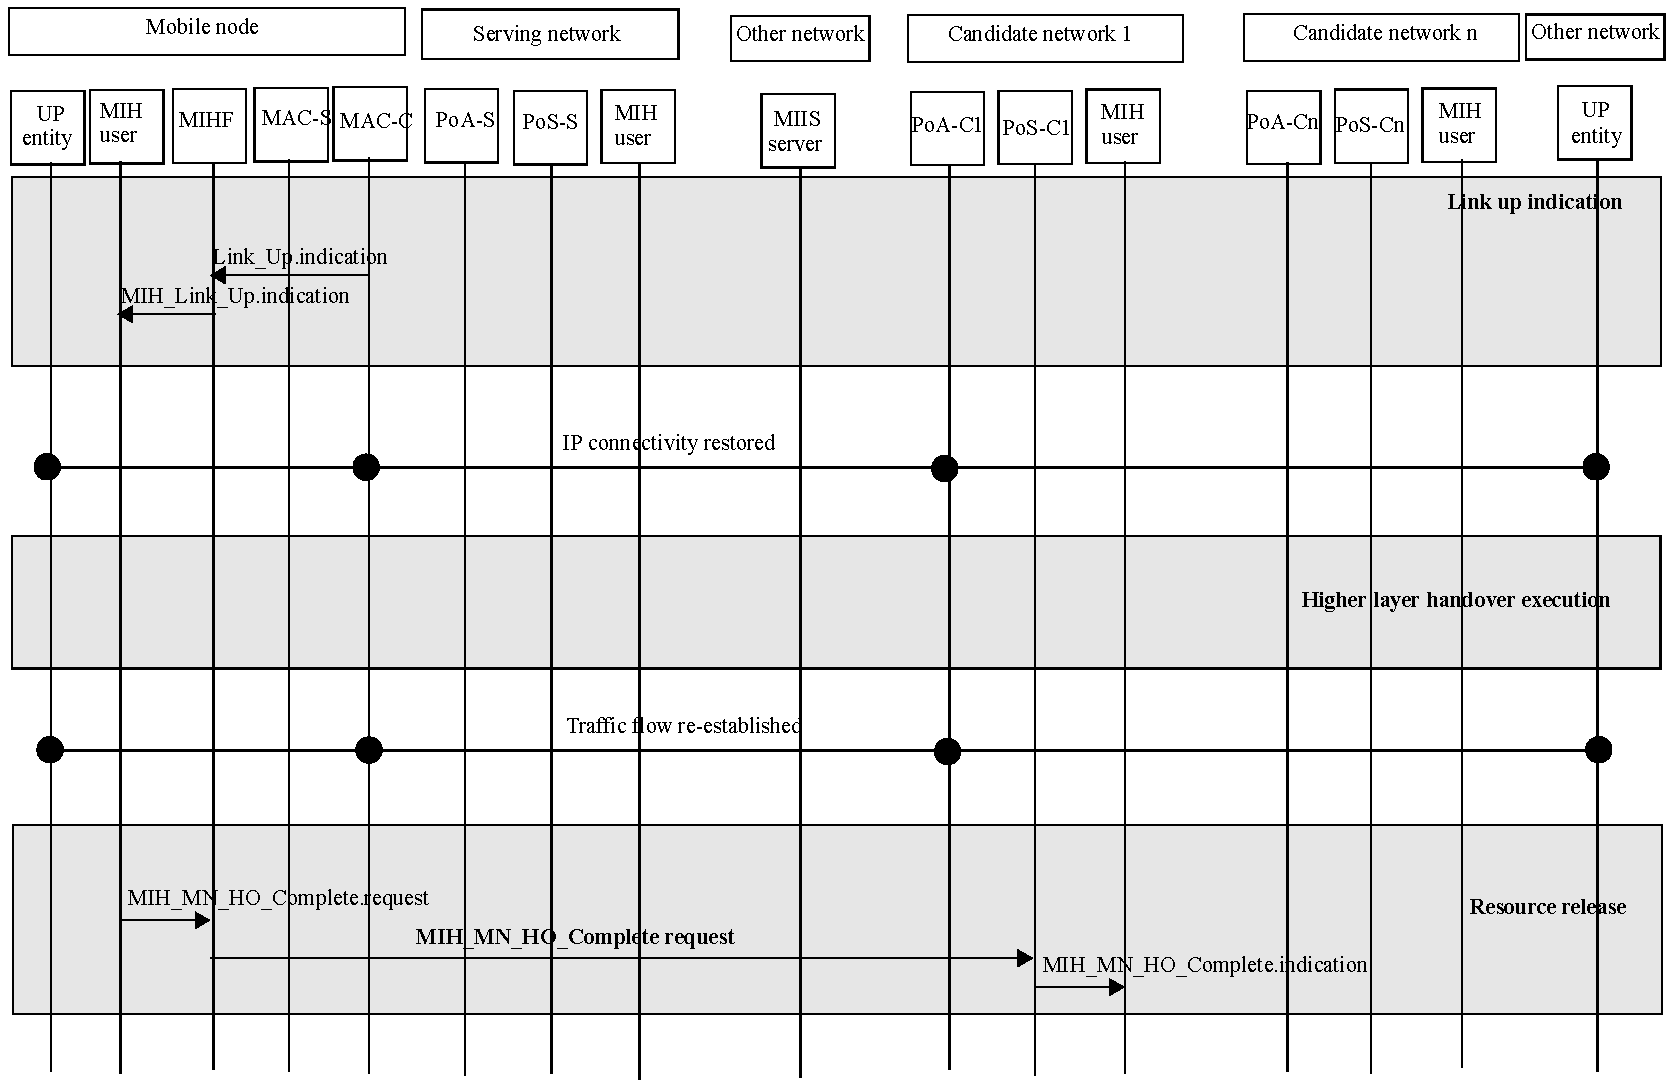 Mobile node
Serving network
Other network
Candidate network 1
Candidate network n
Other network
UP
entity
MIH
user
MIHF
MAC-S
MAC-C
PoA-S
PoS-S
MIH
user
MIIS
server
PoA-C1
PoS-C1
MIH
user
PoA-Cn
PoS-Cn
MIH
user
UP
entity
Link up indication
Link_Up.indication
MIH_Link_Up.indication
IP connectivity restored
Higher layer handover execution
Traffic flow re-established
MIH_MN_HO_Complete.request
Resource release
MIH_MN_HO_Complete request
MIH_MN_HO_Complete.indication